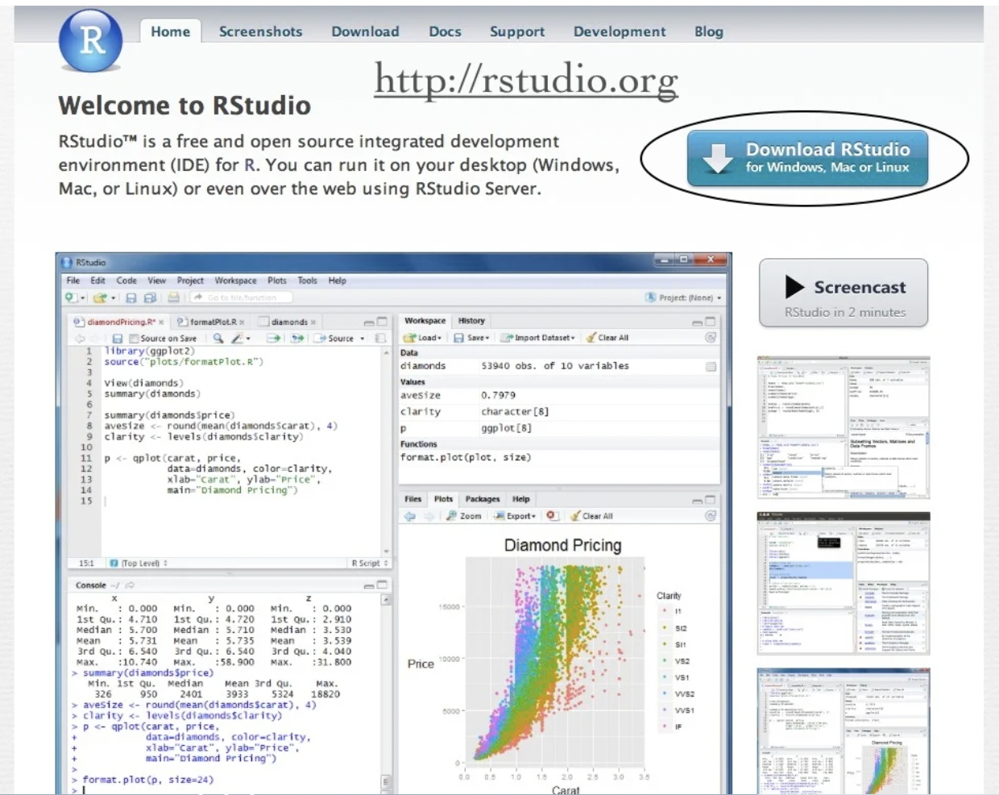 R
Home Screenshots Download Docs Support Development Blog
http://rstudio.org
Welcome to RStudio
RStudio™ is a free and open source integrated development
environment (IDE) for R. You can run it on your desktop (Windows,
Mac, or Linux) or even over the web using RStudio Server.
Download RStudio
for Windows, Mac or Linux
Screencast
RStudio in 2 minutes
RStudio
File Edit Code View Project Workspace Plots Tools Help
Go to file/function
Project: (None)
diamondPricing.R* formatPlot.R diamonds
Source on Save Source
1 library(ggplot2)
2 source("plots/formatPlot.R")
3
4 View(diamonds)
5 summary(diamonds)
6
7 summary(diamonds$price)
8 avesize <- round(mean(diamonds$carat), 4)
9 clarity <- levels(diamonds$clarity)
10
11 p <- qplot(carat, price,
12 data=diamonds, color=clarity,
13 xlab="Carat", ylab="Price",
14 main="Diamond Pricing")
15
15:1 (Top Level) R Script
Console ~/
x y z
Min. : 0.000 Min. : 0.000 Min. : 0.000
1st Qu.: 4.710 1st Qu.: 4.720 1st Qu.: 2.910
Median : 5.700 Median : 5.710 Median : 3.530
Mean : 5.731 Mean : 5.735 Mean : 3.539
3rd Qu.: 6.540 3rd Qu.: 6.540 3rd Qu.: 4.040
Max. :10.740 Max. :58.900 Max. :31.800
> summary(diamonds$price)
Min. 1st Qu. Median Mean 3rd Qu. Max.
326 950 2401 3933 5324 18820
> avesize <- round(mean(diamonds$carat), 4)
> clarity <- levels(diamonds$clarity)
> p <- qplot(carat, price,
+ data=diamonds, color=clarity,
+ xlab="Carat", ylab="Price",
+ main="Diamond Pricing")
>
> format.plot(p, size=24)
>
Workspace History
Load Save Import Dataset Clear All
Data
diamonds 53940 obs. of 10 variables
Values
avesize 0.7979
clarity character[8]
p ggplot[8]
Functions
format.plot(plot, size)
Files Plots Packages Help
Zoom Export Clear All
Diamond Pricing
Clarity
I1
SI2
SI1
VS2
VS1
VVS2
VVS1
IF
Price
15000
10000
5000
0
0.0 0.5 1.0 1.5 2.0 2.5 3.0 3.5
Carat
Subsetting Vectors, Matrices and
Data Frames
Diamond Pricing